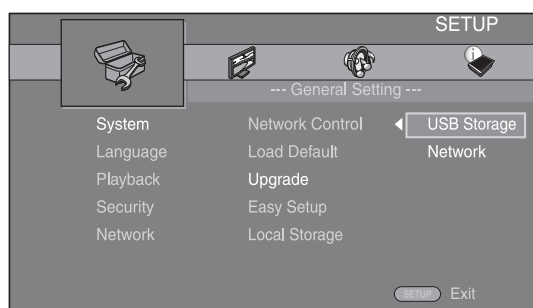 SETUP
--- General Setting ---
System Network Control USB Storage
Language Load Default Network
Playback Upgrade
Security Easy Setup
Network Local Storage
SETUP Exit